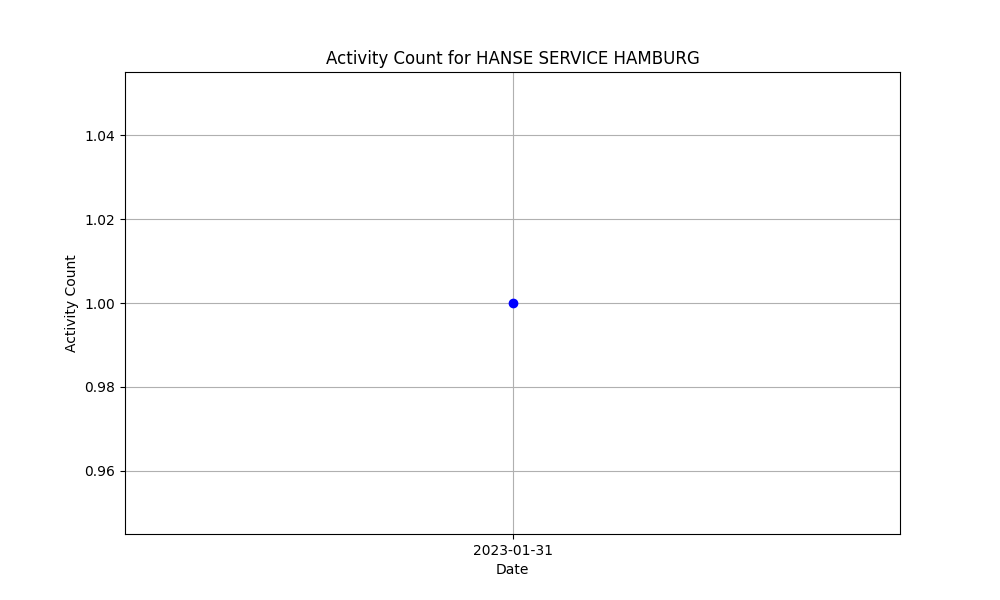 Activity Count for HANSE SERVICE HAMBURG
1.04
1.02
1.00
0.98
0.96
Activity Count
2023-01-31
Date